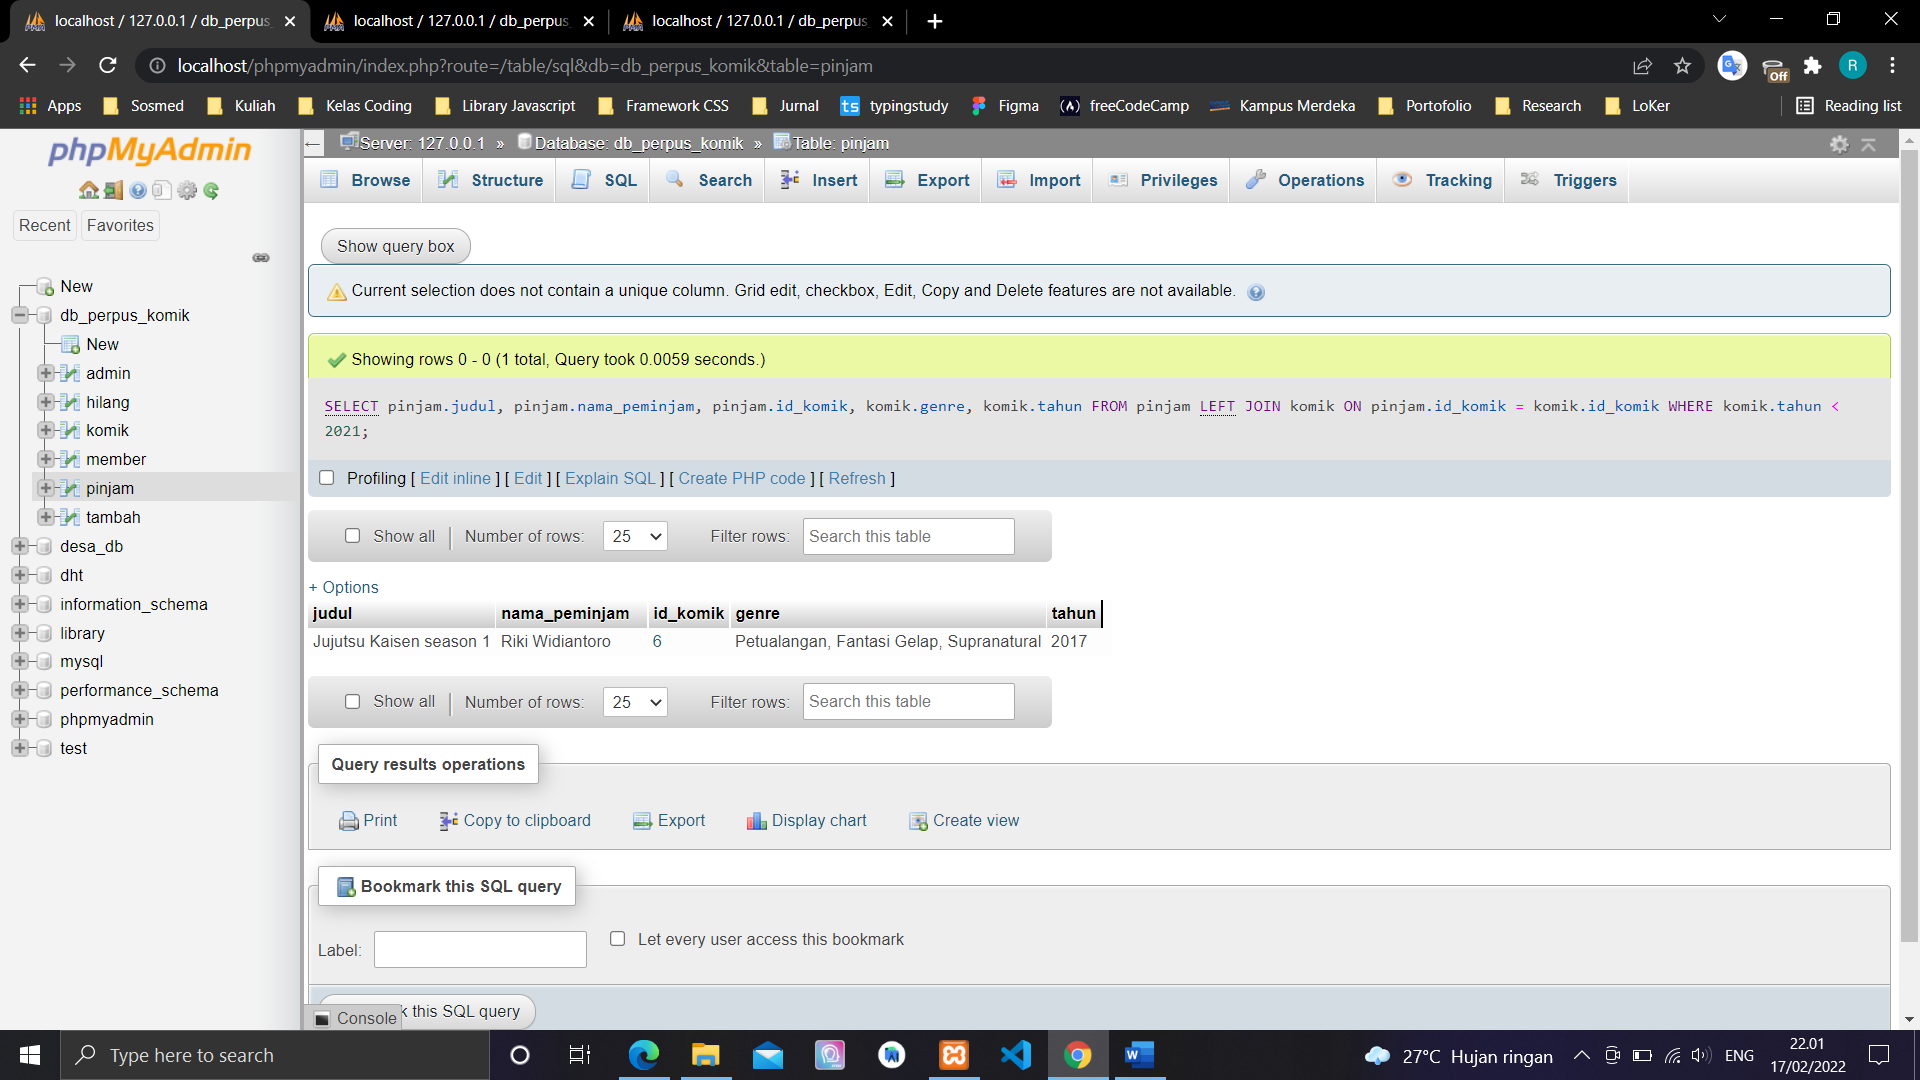 localhost / 127.0.0.1 / db_perpus_
localhost / 127.0.0.1 / db_perpus_
localhost / 127.0.0.1 / db_perpus_
localhost/phpmyadmin/index.php?route=/table/sql&db=db_perpus_komik&table=pinjam
Off
R
Apps Sosmed Kuliah Kelas Coding Library Javascript Framework CSS Jurnal ts typingstudy Figma freeCodeCamp Kampus Merdeka Portofolio Research LoKer Reading list
phpMyAdmin
Recent Favorites
New
db_perpus_komik
New
admin
hilang
komik
member
pinjam
tambah
desa_db
dht
information_schema
library
mysql
performance_schema
phpmyadmin
test
Server: 127.0.0.1 » Database: db_perpus_komik » Table: pinjam
Browse Structure SQL Search Insert Export Import Privileges Operations Tracking Triggers
Show query box
Current selection does not contain a unique column. Grid edit, checkbox, Edit, Copy and Delete features are not available.
Showing rows 0 - 0 (1 total, Query took 0.0059 seconds.)
SELECT pinjam.judul, pinjam.nama_peminjam, pinjam.id_komik, komik.genre, komik.tahun FROM pinjam LEFT JOIN komik ON pinjam.id_komik = komik.id_komik WHERE komik.tahun <
2021;
Profiling [ Edit inline ] [ Edit ] [ Explain SQL ] [ Create PHP code ] [ Refresh ]
Show all Number of rows: 25 Filter rows: Search this table
+ Options
judul nama_peminjam id_komik genre tahun
Jujutsu Kaisen season 1 Riki Widiantoro 6 Petualangan, Fantasi Gelap, Supranatural 2017
Show all Number of rows: 25 Filter rows: Search this table
Query results operations
Print Copy to clipboard Export Display chart Create view
Bookmark this SQL query
Label: Let every user access this bookmark
k this SQL query
Console
Type here to search
27°C Hujan ringan
ENG
22.01
17/02/2022